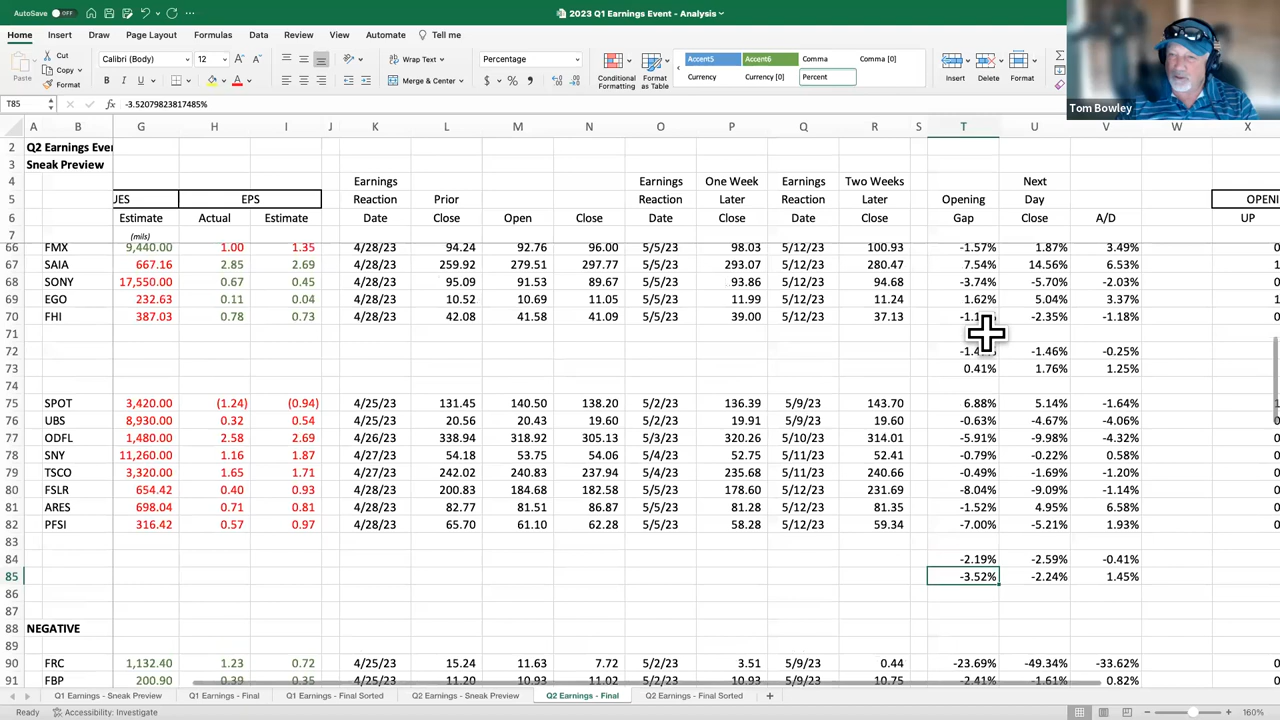 AutoSave OFF 2023 Q1 Earnings Event - Analysis
Home Insert Draw Page Layout Formulas Data Review View Automate Tell me
Cut
Copy
Format
Paste
Calibri (Body) 12
B I U
Wrap Text
Merge & Center
Percentage
$ % 
Conditional Formatting
Format as Table
Accent5 Accent6 Comma Comma [0]
Currency Currency [0] Percent
Insert Delete Format
Tom Bowley
T85 fx -3.52079823817485%
A B G H I J K L M N O P Q R S T U V W X
2 Q2 Earnings Even
3 Sneak Preview
4 Earnings Earnings One Week Earnings Two Weeks Next
5 UES EPS Reaction Prior Reaction Later Reaction Later Opening Day OPENI
6 Estimate Actual Estimate Date Close Open Close Date Close Date Close Gap Close A/D UP
7 (mils)
66 FMX 9,440.00 1.00 1.35 4/28/23 94.24 92.76 96.00 5/5/23 98.03 5/12/23 100.93 -1.57% 1.87% 3.49% 0
67 SAIA 667.16 2.85 2.69 4/28/23 259.92 279.51 297.77 5/5/23 293.07 5/12/23 280.47 7.54% 14.56% 6.53% 1
68 SONY 17,550.00 0.67 0.45 4/28/23 95.09 91.53 89.67 5/5/23 93.86 5/12/23 94.68 -3.74% -5.70% -2.03% 0
69 EGO 232.63 0.11 0.04 4/28/23 10.52 10.69 11.05 5/5/23 11.99 5/12/23 11.24 1.62% 5.04% 3.37% 1
70 FHI 387.03 0.78 0.73 4/28/23 42.08 41.58 41.09 5/5/23 39.00 5/12/23 37.13 -2.35% -1.18% 0
71
72 -1.46% -0.25%
73 0.41% 1.76% 1.25%
74
75 SPOT 3,420.00 (1.24) (0.94) 4/25/23 131.45 140.50 138.20 5/2/23 136.39 5/9/23 143.70 6.88% 5.14% -1.64% 1
76 UBS 8,930.00 0.32 0.54 4/25/23 20.56 20.43 19.60 5/2/23 19.91 5/9/23 19.60 -0.63% -4.67% -4.06% 0
77 ODFL 1,480.00 2.58 2.69 4/26/23 338.94 318.92 305.13 5/3/23 320.26 5/10/23 314.01 -5.91% -9.98% -4.32% 0
78 SNY 11,260.00 1.16 1.87 4/27/23 54.18 53.75 54.06 5/4/23 52.75 5/11/23 52.41 -0.79% -0.22% 0.58% 0
79 TSCO 3,320.00 1.65 1.71 4/27/23 242.02 240.83 237.94 5/4/23 235.68 5/11/23 240.66 -0.49% -1.69% -1.20% 0
80 FSLR 654.42 0.40 0.93 4/28/23 200.83 184.68 182.58 5/5/23 178.60 5/12/23 231.69 -8.04% -9.09% -1.14% 0
81 ARES 698.04 0.71 0.81 4/28/23 82.77 81.51 86.87 5/5/23 81.28 5/12/23 81.35 -1.52% 4.95% 6.58% 0
82 PFSI 316.42 0.57 0.97 4/28/23 65.70 61.10 62.28 5/5/23 58.28 5/12/23 59.34 -7.00% -5.21% 1.93% 0
83
84 -2.19% -2.59% -0.41%
85 -3.52% -2.24% 1.45%
86
87
88 NEGATIVE
89
90 FRC 1,132.40 1.23 0.72 4/25/23 15.24 11.63 7.72 5/2/23 3.51 5/9/23 0.44 -23.69% -49.34% -33.62% 0
91 FBP 200.90 0.39 0.35 4/25/23 11.20 10.93 11.02 5/2/23 10.93 5/9/23 10.75 -2.41% -1.61% 0.82% 0
Q1 Earnings - Sneak Preview Q1 Earnings - Final Q1 Earnings - Final Sorted Q2 Earnings - Sneak Preview Q2 Earnings - Final Q2 Earnings - Final Sorted +
Ready Accessibility: Investigate 160%